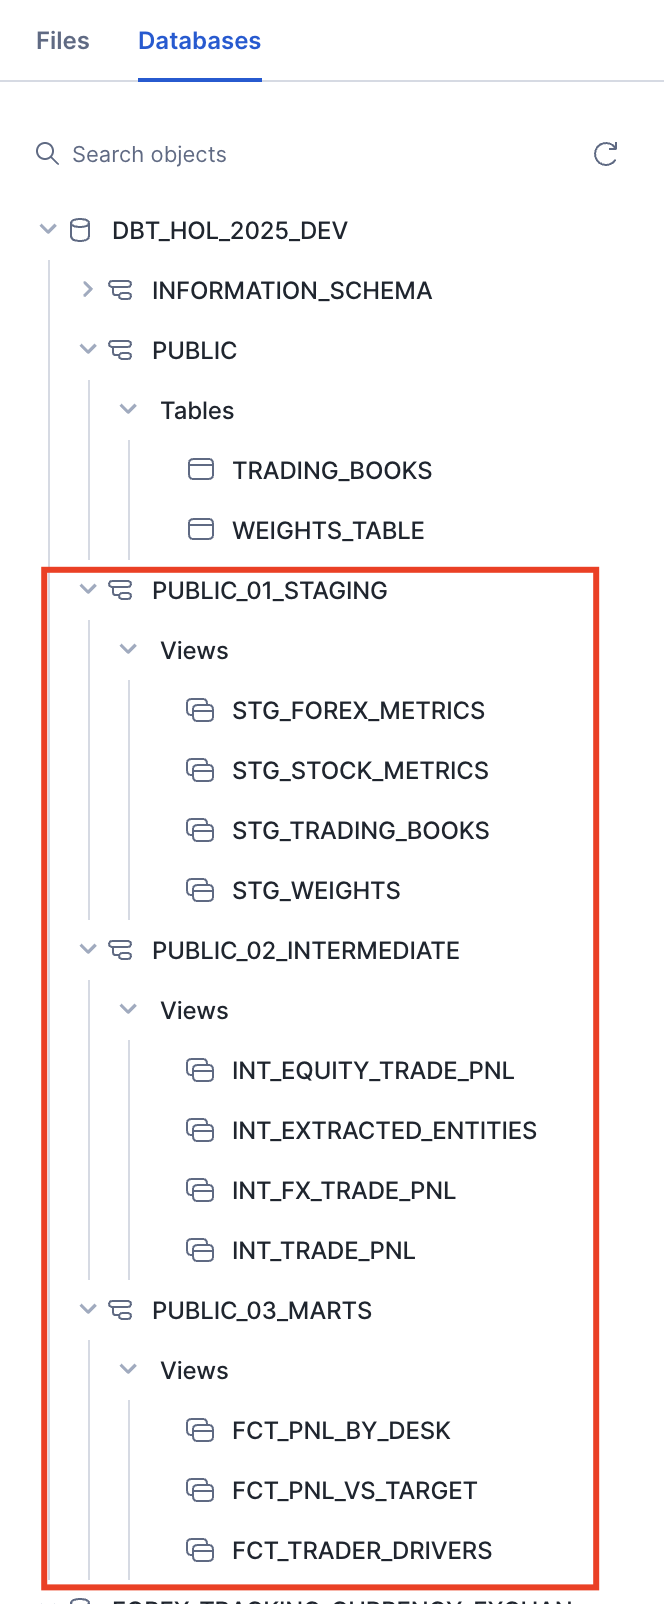 Files Databases
Search objects
DBT_HOL_2025_DEV
INFORMATION_SCHEMA
PUBLIC
Tables
TRADING_BOOKS
WEIGHTS_TABLE
PUBLIC_01_STAGING
Views
STG_FOREX_METRICS
STG_STOCK_METRICS
STG_TRADING_BOOKS
STG_WEIGHTS
PUBLIC_02_INTERMEDIATE
Views
INT_EQUITY_TRADE_PNL
INT_EXTRACTED_ENTITIES
INT_FX_TRADE_PNL
INT_TRADE_PNL
PUBLIC_03_MARTS
Views
FCT_PNL_BY_DESK
FCT_PNL_VS_TARGET
FCT_TRADER_DRIVERS